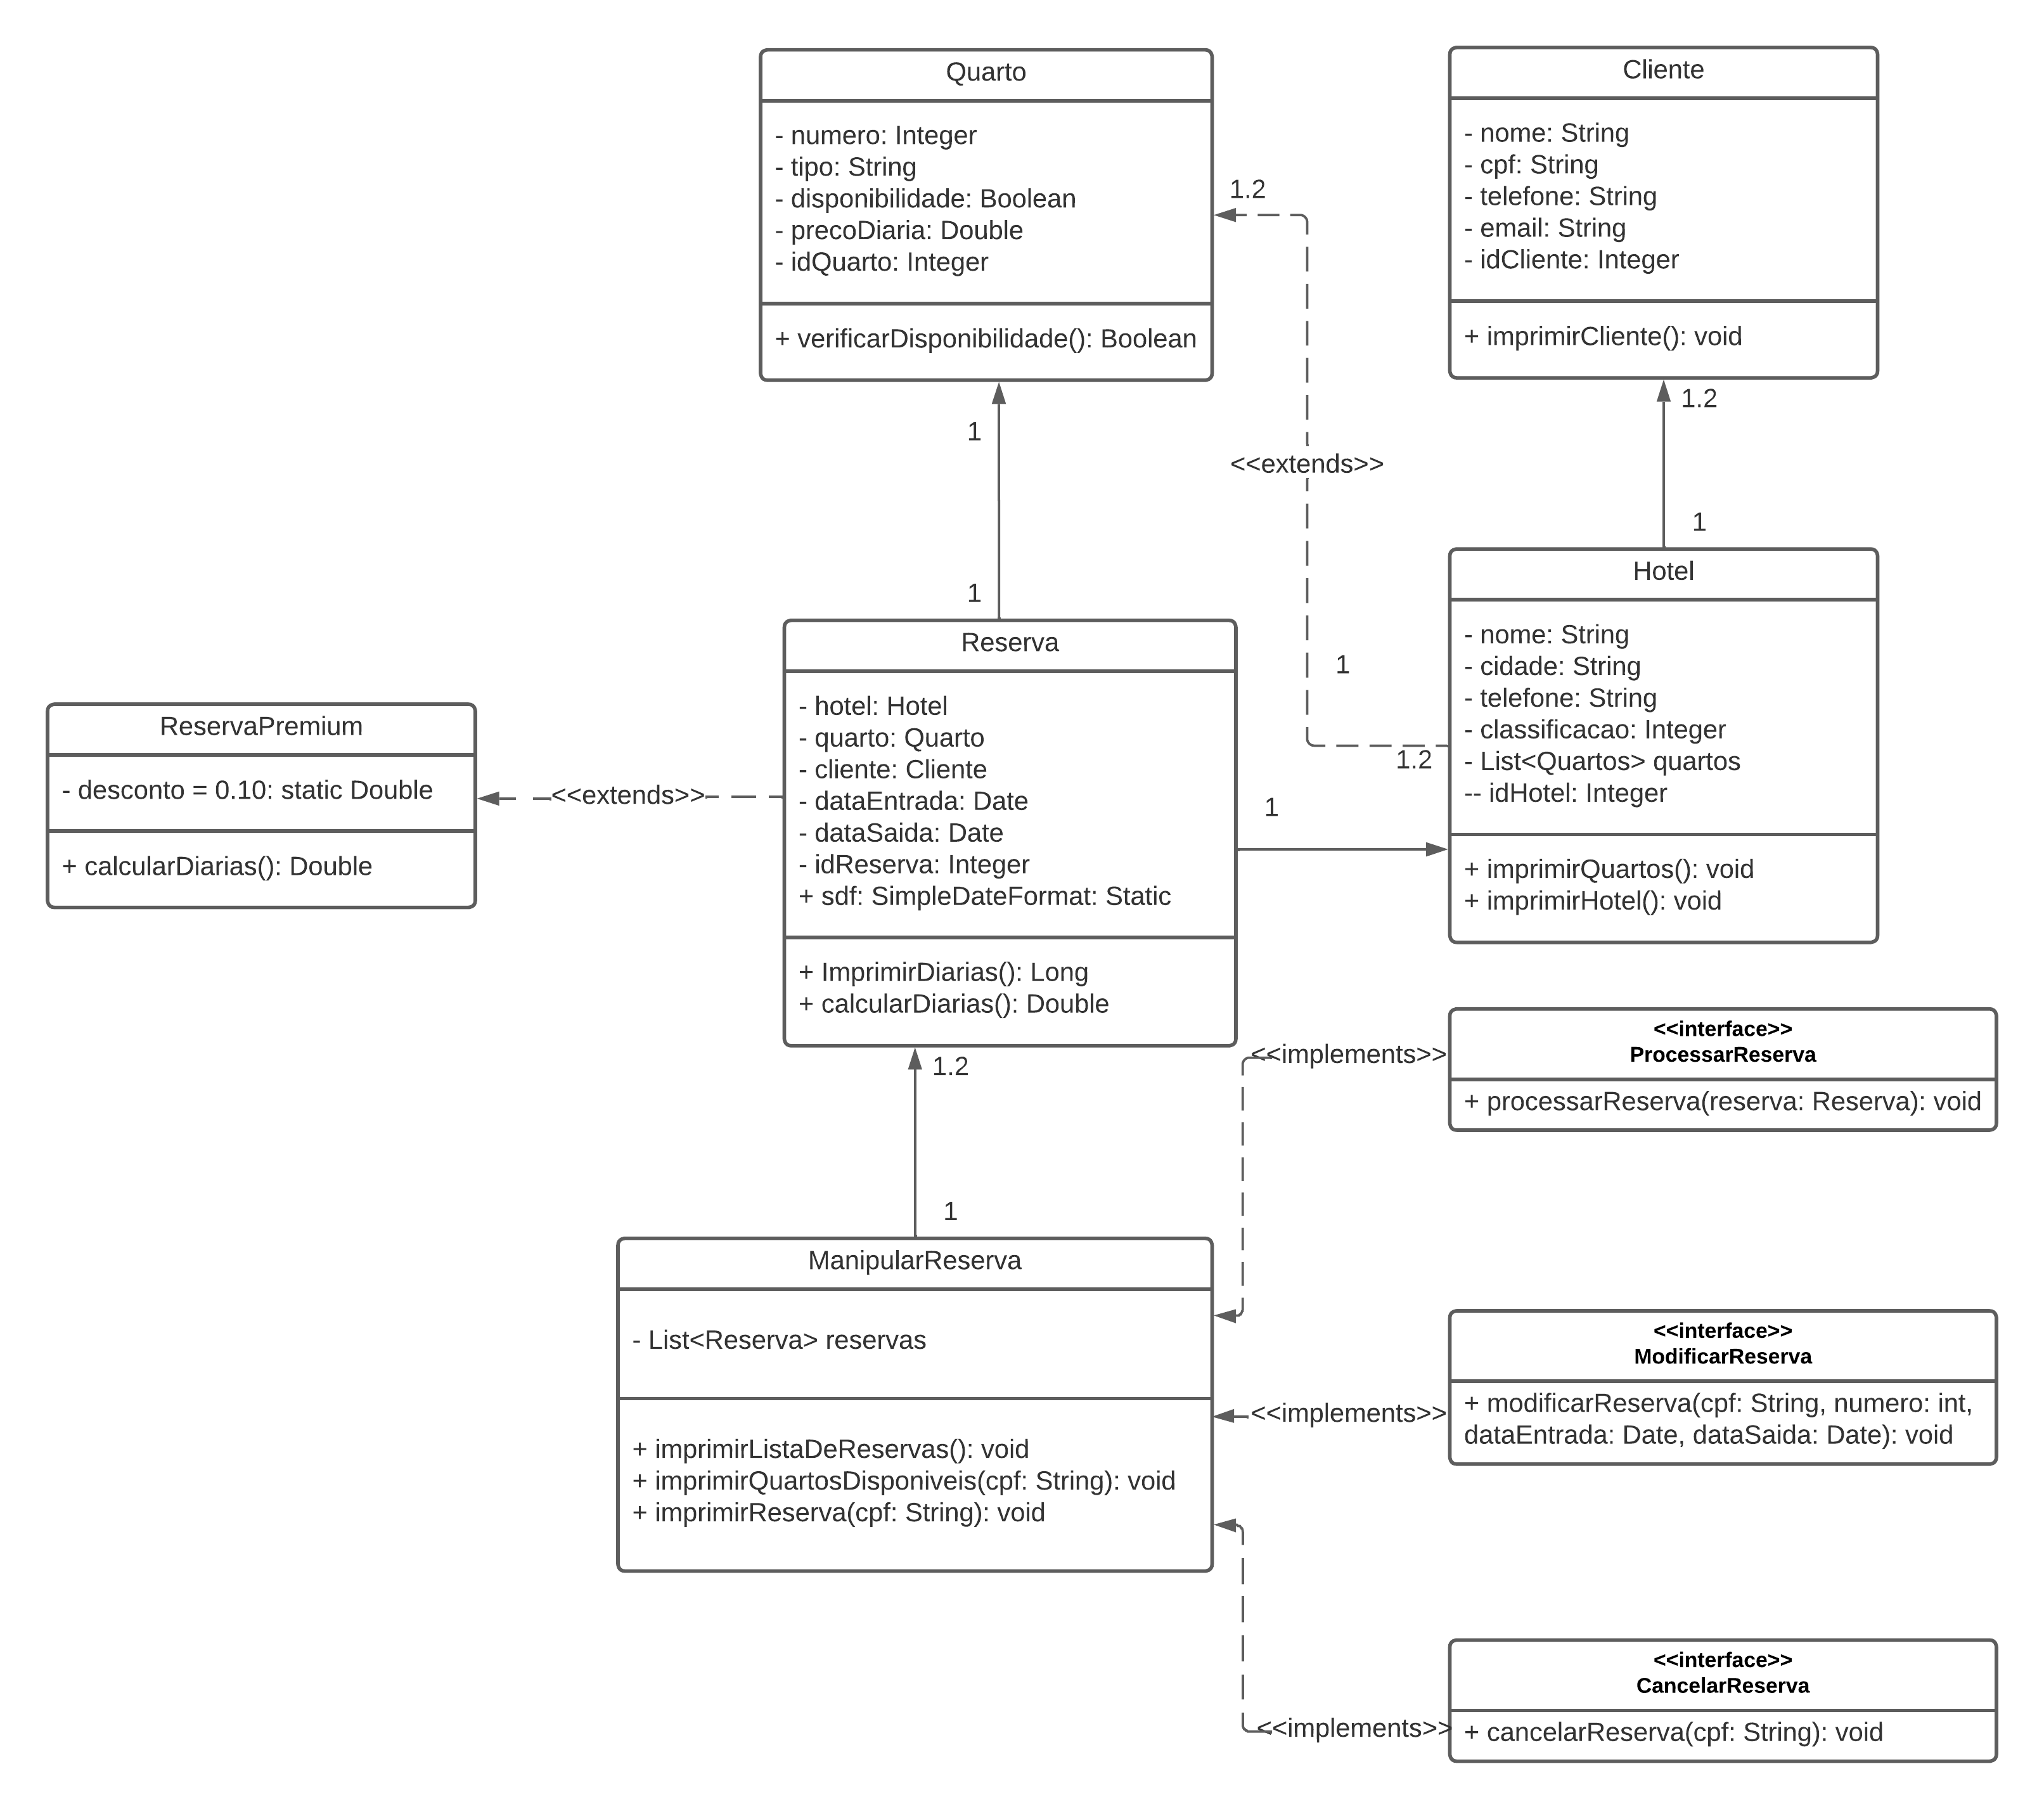 Quarto
- numero: Integer
- tipo: String
- disponibilidade: Boolean
- precoDiaria: Double
- idQuarto: Integer
+ verificarDisponibilidade(): Boolean
Cliente
- nome: String
- cpf: String
- telefone: String
- email: String
- idCliente: Integer
+ imprimirCliente(): void
1.2
1
<<extends>>
1.2
1
1
1
1.2
Hotel
- nome: String
- cidade: String
- telefone: String
- classificacao: Integer
- List<Quartos> quartos
-- idHotel: Integer
+ imprimirQuartos(): void
+ imprimirHotel(): void
Reserva
- hotel: Hotel
- quarto: Quarto
- cliente: Cliente
- dataEntrada: Date
- dataSaida: Date
- idReserva: Integer
+ sdf: SimpleDateFormat: Static
+ ImprimirDiarias(): Long
+ calcularDiarias(): Double
1
ReservaPremium
- desconto = 0.10: static Double
+ calcularDiarias(): Double
<<extends>>
1.2
1
<<implements>>
<<interface>>
ProcessarReserva
+ processarReserva(reserva: Reserva): void
ManipularReserva
- List<Reserva> reservas
+ imprimirListaDeReservas(): void
+ imprimirQuartosDisponiveis(cpf: String): void
+ imprimirReserva(cpf: String): void
<<implements>>
<<interface>>
ModificarReserva
+ modificarReserva(cpf: String, numero: int,
dataEntrada: Date, dataSaida: Date): void
<<implements>>
<<interface>>
CancelarReserva
+ cancelarReserva(cpf: String): void